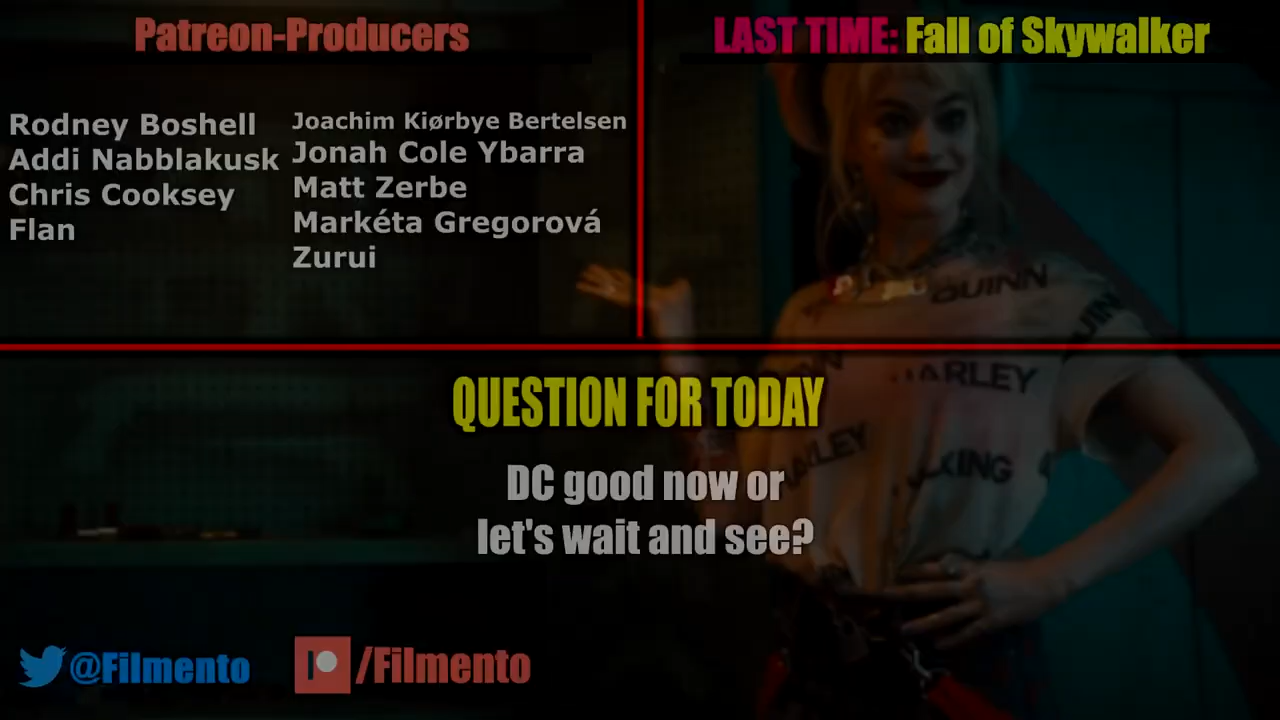 Patreon-Producers
Rodney Boshell
Addi Nabblakusk
Chris Cooksey
Flan
Joachim Kiørbye Bertelsen
Jonah Cole Ybarra
Matt Zerbe
Markéta Gregorová
Zurui
LAST TIME: Fall of Skywalker
QUINN
HARLEY
QUESTION FOR TODAY
DC good now or
let's wait and see?
@Filmento
/Filmento